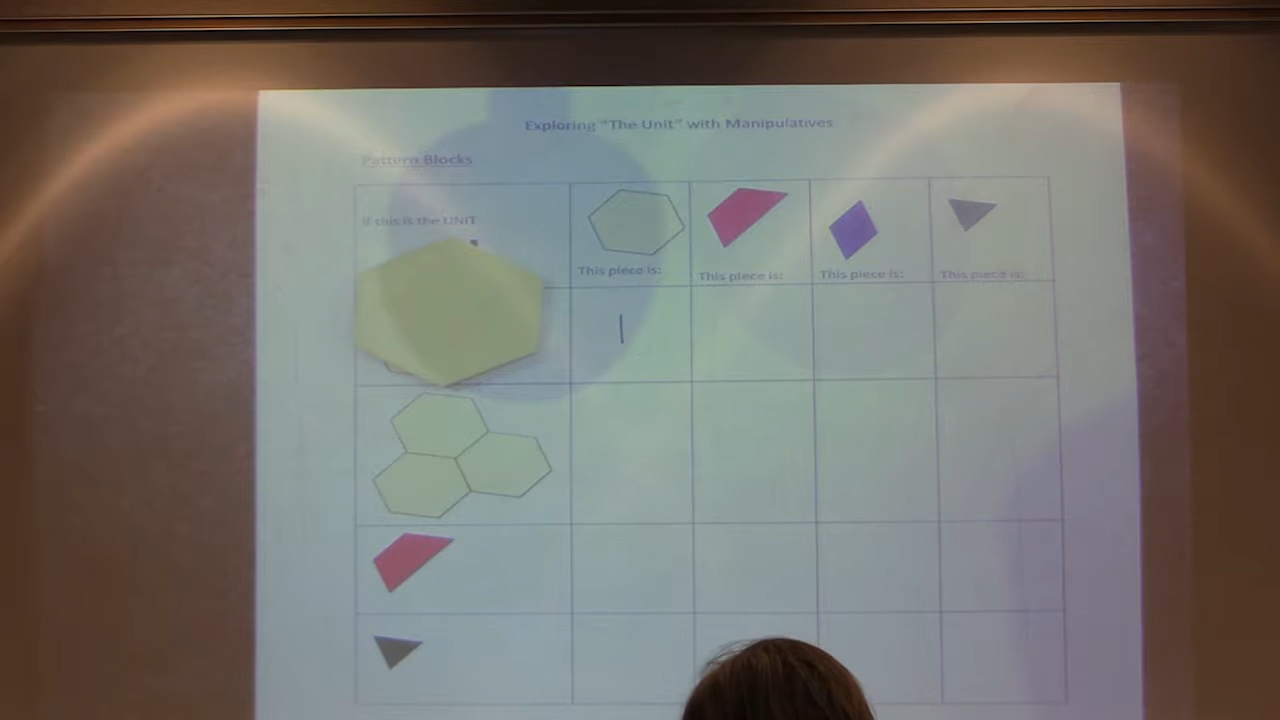 Exploring "The Unit" with Manipulatives
Pattern Blocks
If this is the UNIT
This piece is:
This piece is:
This piece is:
This piece is:
1